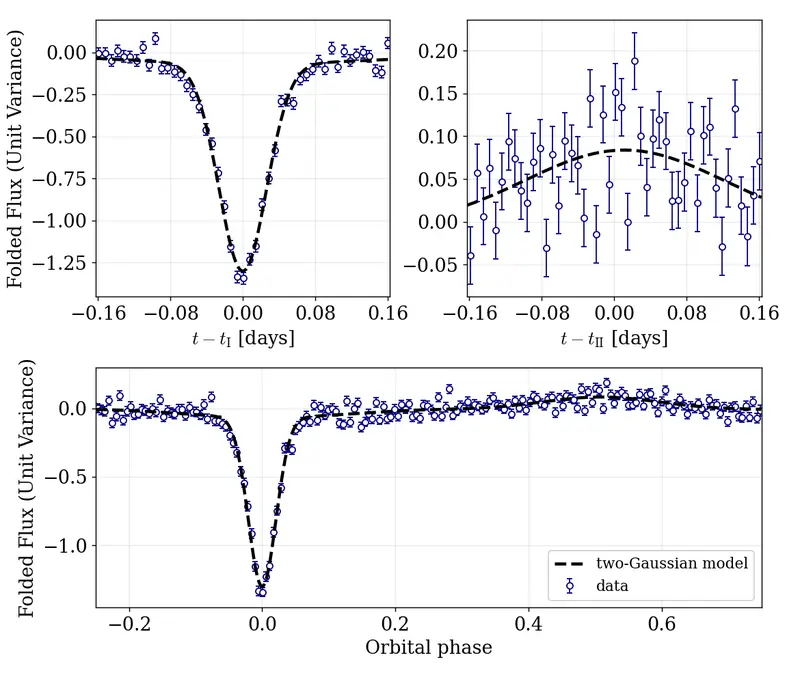 Folded Flux (Unit Variance)
0.00
−0.25
−0.50
−0.75
−1.00
−1.25
−0.16 −0.08 0.00 0.08 0.16
t − tI [days]
0.20
0.15
0.10
0.05
0.00
−0.05
−0.16 −0.08 0.00 0.08 0.16
t − tII [days]
Folded Flux (Unit Variance)
0.0
−0.5
−1.0
two-Gaussian model
data
−0.2 0.0 0.2 0.4 0.6
Orbital phase